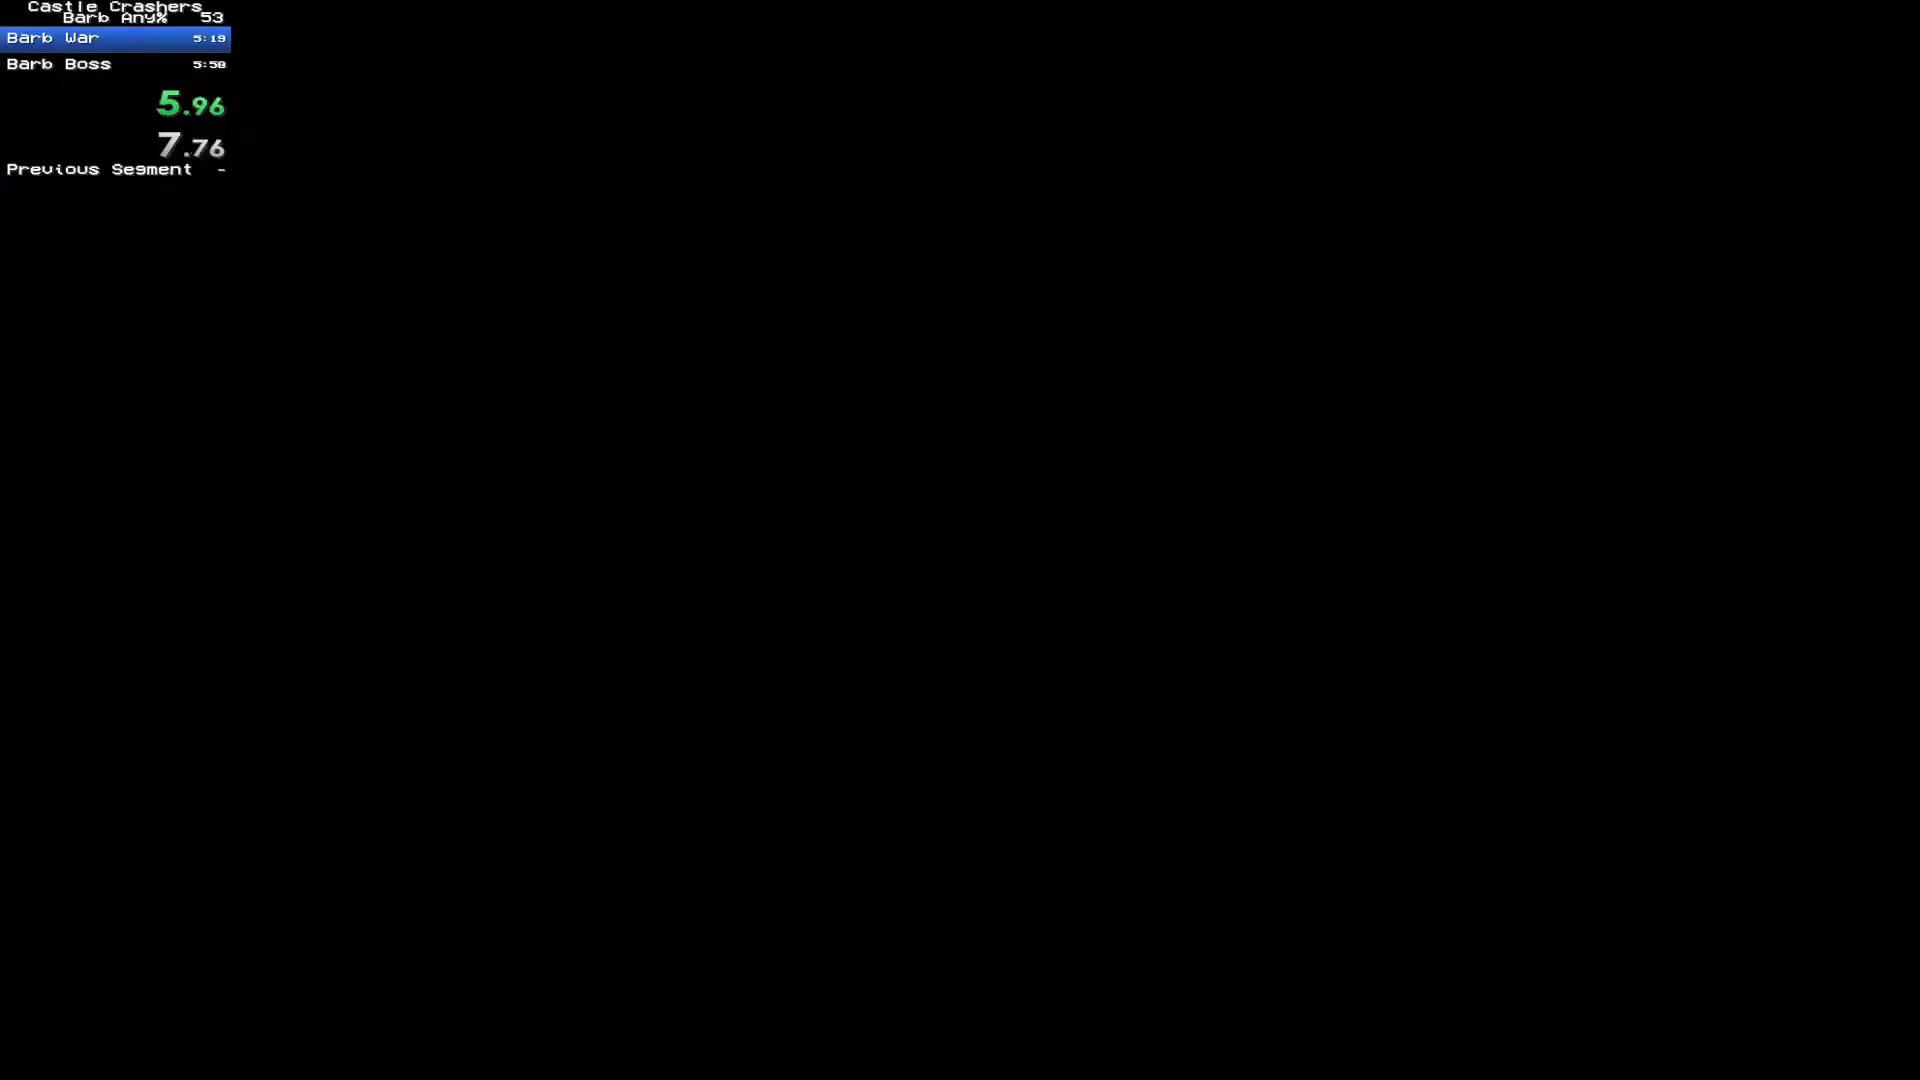 Castle Crashers
Barb Any% 53
Barb War 5:19
Barb Boss 5:58
5.96
7.76
Previous Segment -